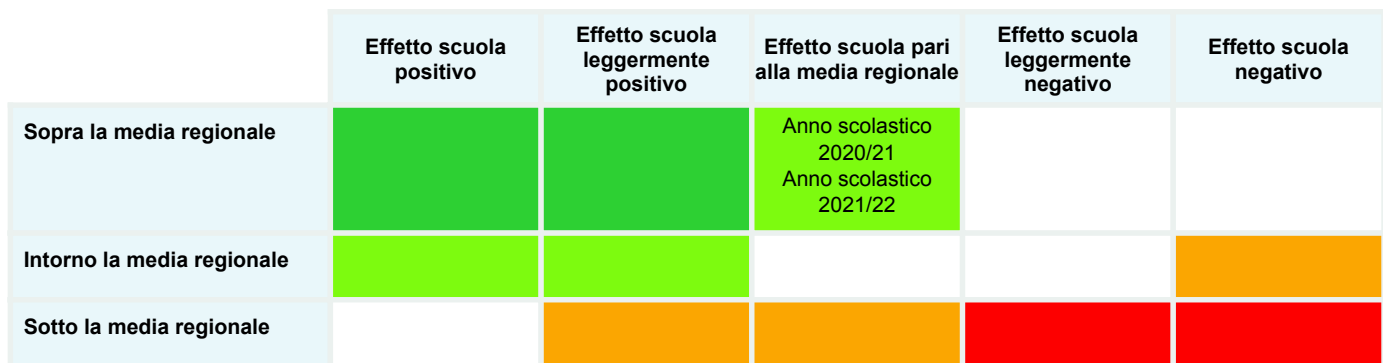 Effetto scuola
positivo
Effetto scuola
leggermente
positivo
Effetto scuola pari
alla media regionale
Effetto scuola
leggermente
negativo
Effetto scuola
negativo
Sopra la media regionale
Anno scolastico
2020/21
Anno scolastico
2021/22
Intorno la media regionale
Sotto la media regionale